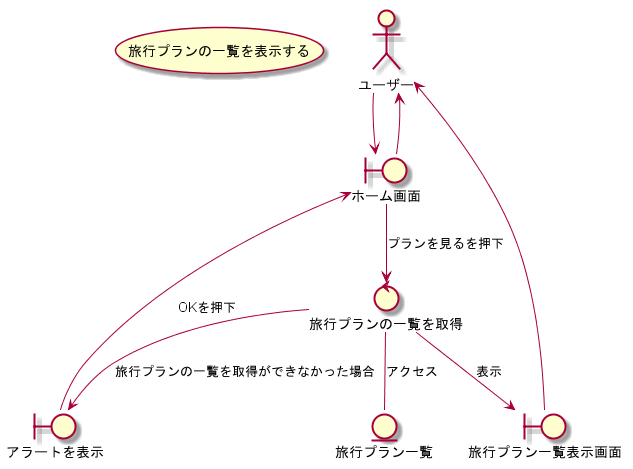 旅行プランの一覧を表示する
ユーザー
ホーム画面
プランを見るを押下
OKを押下
旅行プランの一覧を取得
旅行プランの一覧を取得ができなかった場合
アクセス
表示
アラートを表示
旅行プラン一覧
旅行プラン一覧表示画面